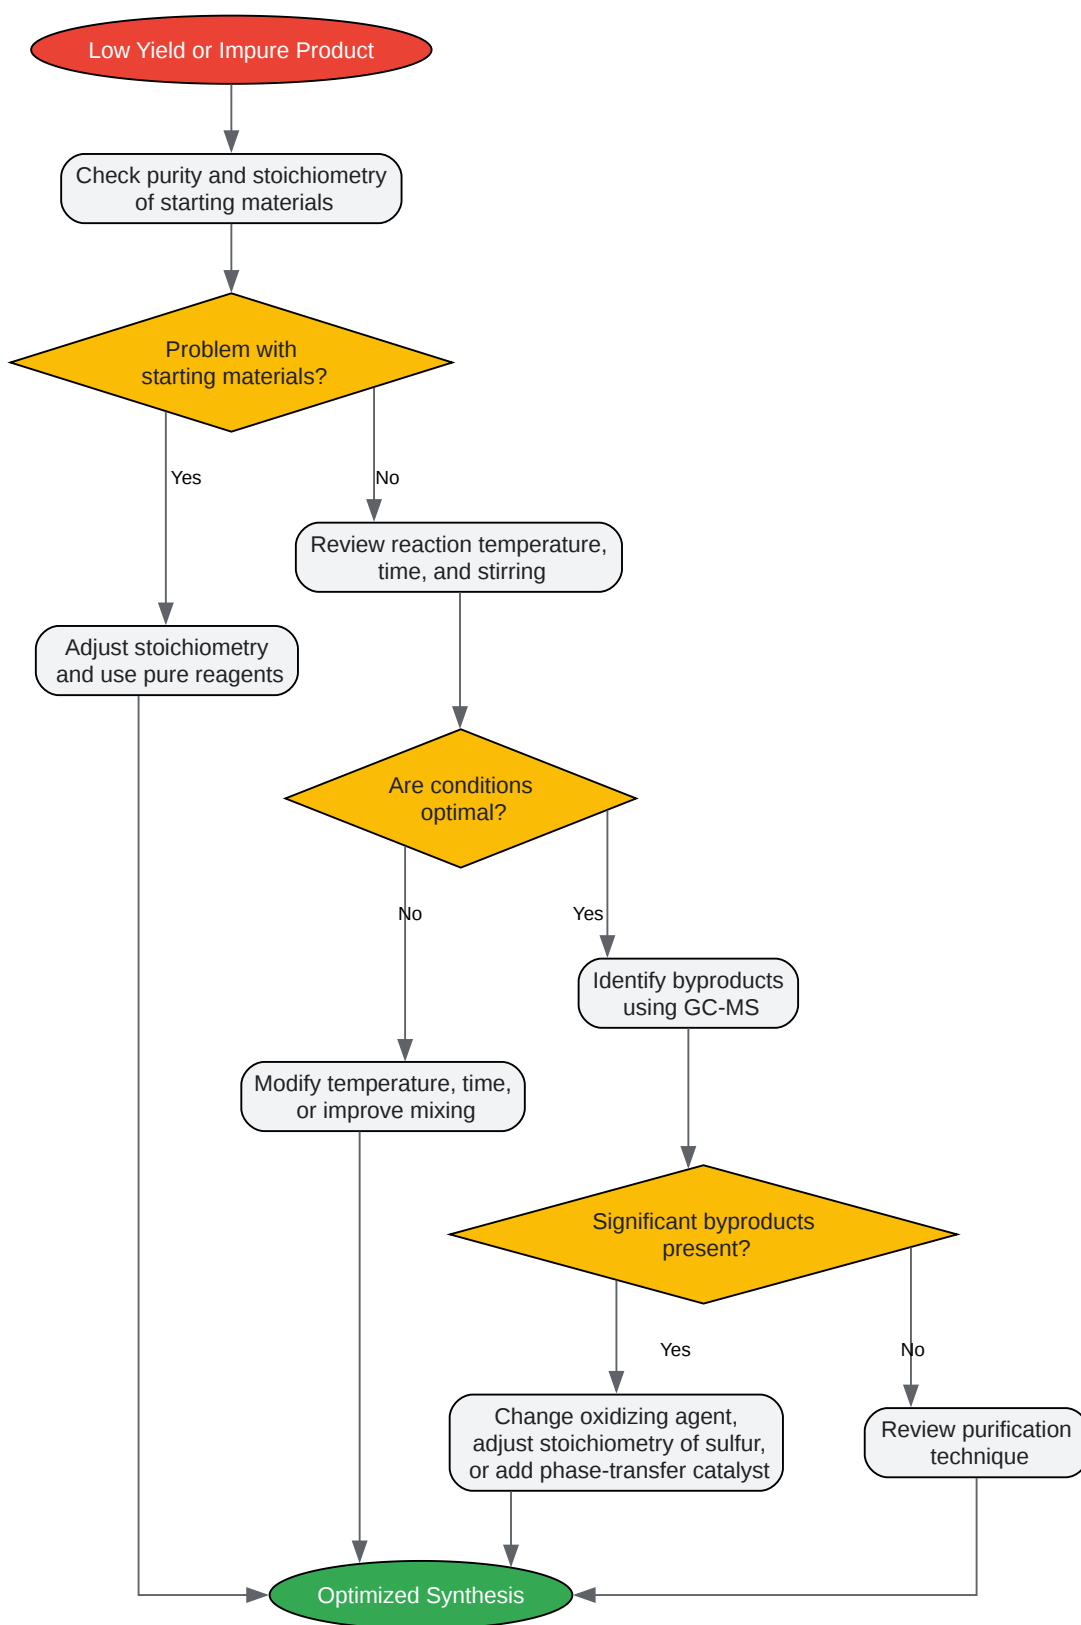 Low Yield or Impure Product
Check purity and stoichiometry
of starting materials
Problem with
starting materials?
Yes
No
Review reaction temperature,
time, and stirring
Adjust stoichiometry
and use pure reagents
Are conditions
optimal?
No
Yes
Identify byproducts
using GC-MS
Modify temperature, time,
or improve mixing
Significant byproducts
present?
Yes
No
Change oxidizing agent,
adjust stoichiometry of sulfur,
or add phase-transfer catalyst
Review purification
technique
Optimized Synthesis